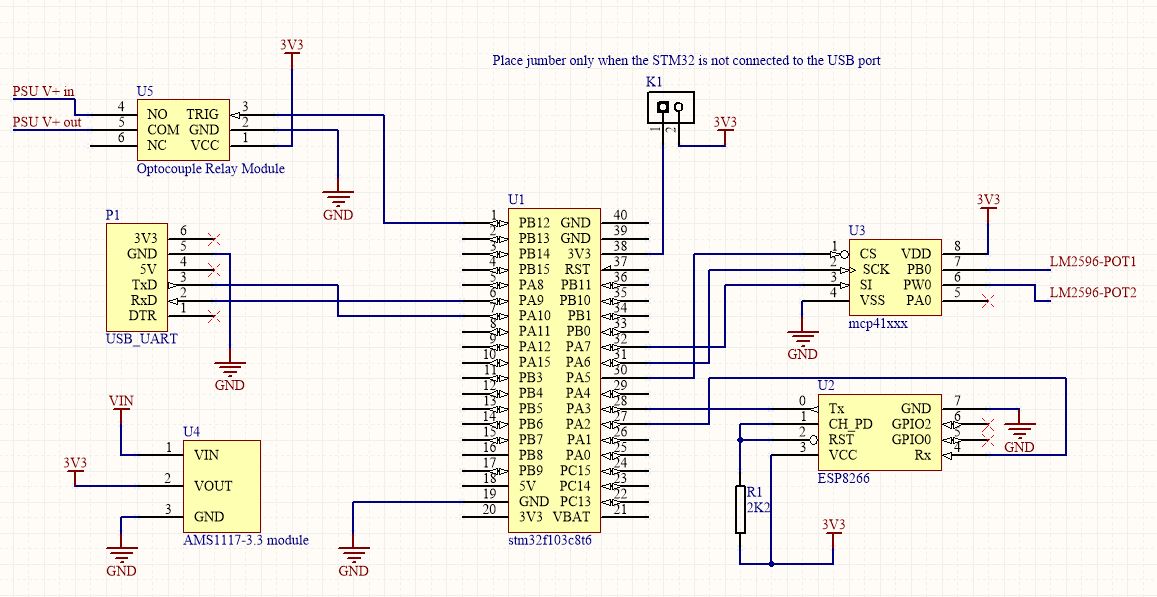 3V3
Place jumber only when the STM32 is not connected to the USB port
PSU V+ in
PSU V+ out
U5
4 NO TRIG 3
5 COM GND 2
6 NC VCC 1
Optocouple Relay Module
GND
K1
1 2
3V3
P1
3V3 6
GND 5
5V 4
TxD 3
RxD 2
DTR 1
USB_UART
GND
U1
1 PB12 GND 40
2 PB13 GND 39
3 PB14 3V3 38
4 PB15 RST 37
5 PA8 PB11 36
6 PA9 PB10 35
7 PA10 PB1 34
8 PA11 PB0 33
9 PA12 PA7 32
10 PA15 PA6 31
11 PB3 PA5 30
12 PB4 PA4 29
13 PB5 PA3 28
14 PB6 PA2 27
15 PB7 PA1 26
16 PB8 PA0 25
17 PB9 PC15 24
18 5V PC14 23
19 GND PC13 22
20 3V3 VBAT 21
stm32f103c8t6
3V3
U3
1 CS VDD 8
2 SCK PB0 7
3 SI PW0 6
4 VSS PA0 5
mcp41xxx
LM2596-POT1
LM2596-POT2
GND
U2
0 Tx GND 7
1 CH_PD GPIO2 6
2 RST GPIO0 5
3 VCC Rx 4
ESP8266
GND
R1
2K2
3V3
VIN
3V3
U4
1 VIN
2 VOUT
3 GND
AMS1117-3.3 module
GND
GND